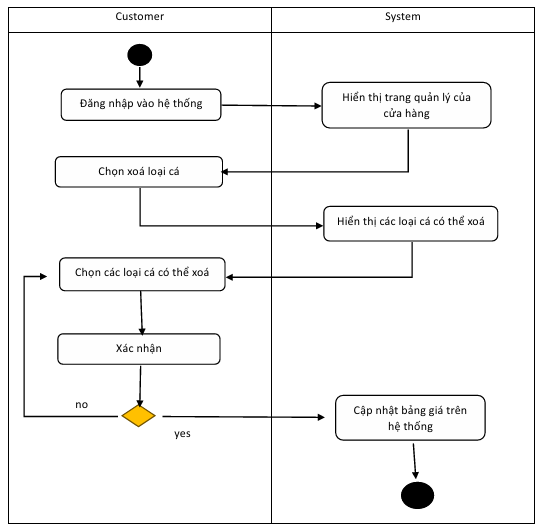 Customer
System
Đăng nhập vào hệ thống
Hiển thị trang quản lý của
cửa hàng
Chọn xoá loại cá
Hiển thị các loại cá có thể xoá
Chọn các loại cá có thể xoá
Xác nhận
no
yes
Cập nhật bảng giá trên
hệ thống